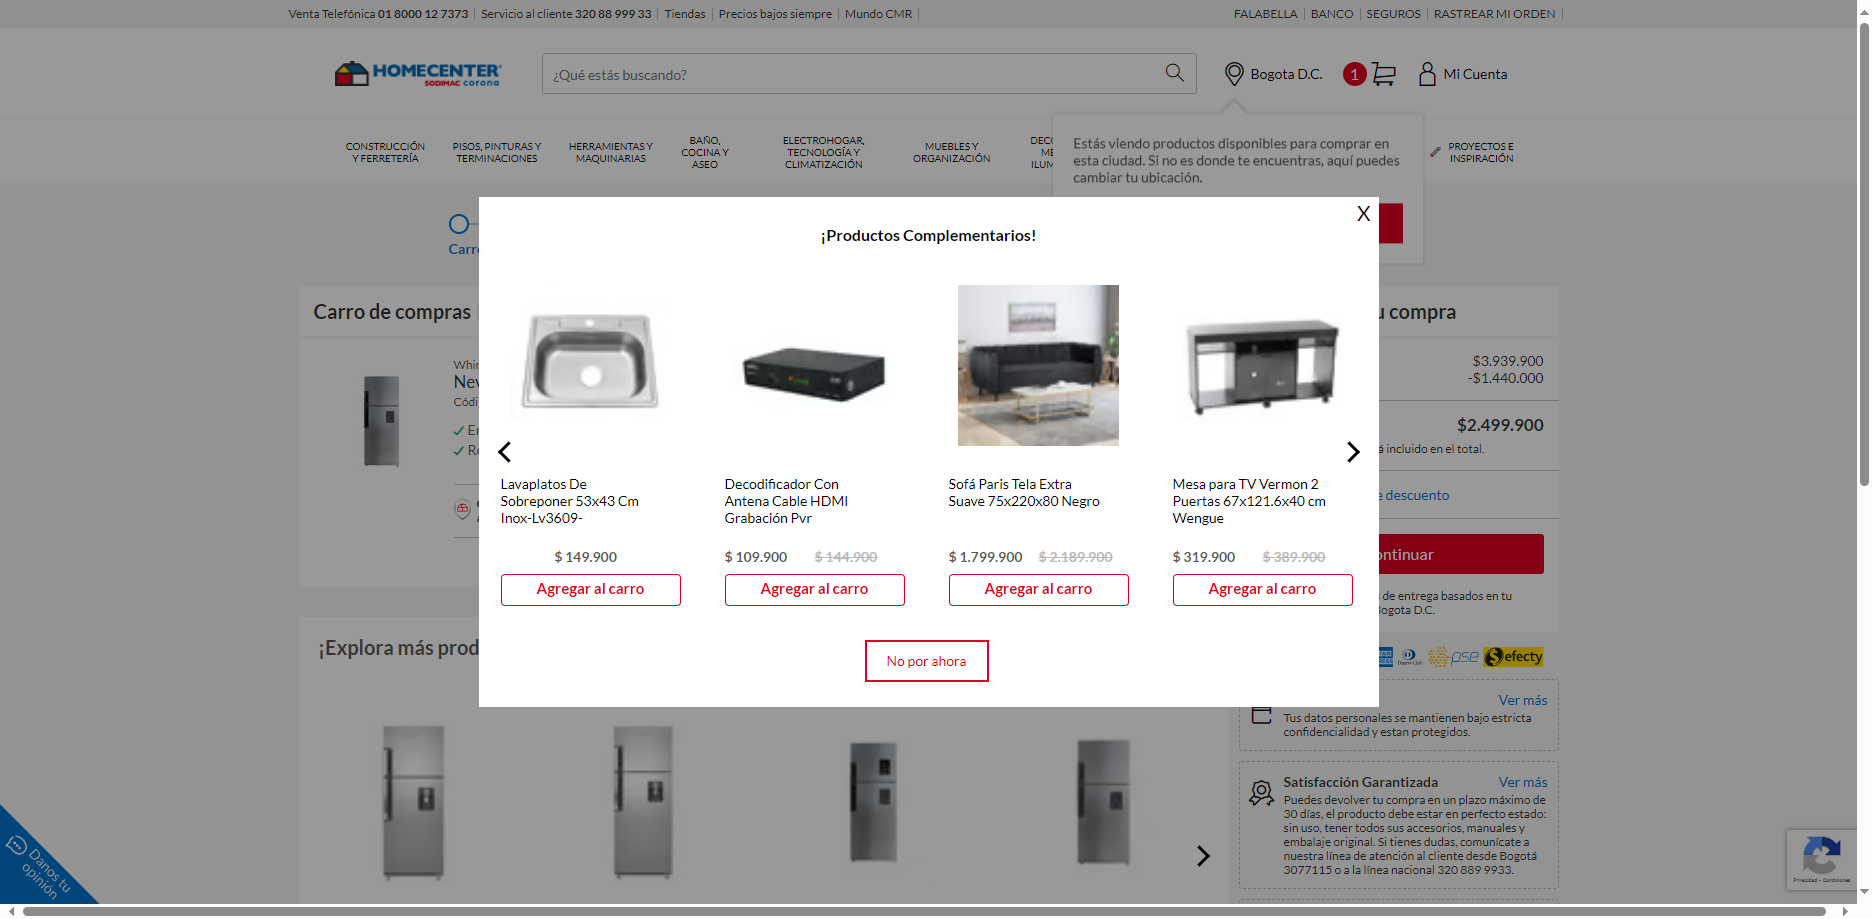 Venta Telefónica 01 8000 12 7373
Servicio al cliente 320 88 999 33
Tiendas
Precios bajos siempre
Mundo CMR
FALABELLA
BANCO
SEGUROS
RASTREAR MI ORDEN
HOMECENTER
SODIMAC corona
¿Qué estás buscando?
Bogota D.C.
1
Mi Cuenta
CONSTRUCCIÓN
Y FERRETERÍA
PISOS, PINTURAS Y
TERMINACIONES
HERRAMIENTAS Y
MAQUINARIAS
BAÑO,
COCINA Y
ASEO
ELECTROHOGAR,
TECNOLOGÍA Y
CLIMATIZACIÓN
MUEBLES Y
ORGANIZACIÓN
PROYECTOS E
INSPIRACIÓN
Estás viendo productos disponibles para comprar en
esta ciudad. Si no es donde te encuentras, aquí puedes
cambiar tu ubicación.
X
¡Productos Complementarios!
Lavaplatos De
Sobreponer 53x43 Cm
Inox-Lv3609-
$ 149.900
Agregar al carro
Decodificador Con
Antena Cable HDMI
Grabación Pvr
$ 109.900 $ 144.900
Agregar al carro
Sofá Paris Tela Extra
Suave 75x220x80 Negro
$ 1.799.900 $ 2.189.900
Agregar al carro
Mesa para TV Vermon 2
Puertas 67x121.6x40 cm
Wengue
$ 319.900 $ 389.900
Agregar al carro
No por ahora
Carro de compras
compra
$3.939.900
-$1.440.000
$2.499.900
incluido en el total.
descuento
de entrega basados en tu
Bogota D.C.
pse
efecty
¡Explora más
Ver más
Tus datos personales se mantienen bajo estricta
confidencialidad y estan protegidos.
Satisfacción Garantizada
Ver más
Puedes devolver tu compra en un plazo máximo de
30 días, el producto debe estar en perfecto estado:
sin uso, tener todos sus accesorios, manuales y
embalaje original. Si tienes dudas, comunícate a
nuestra línea de atención al cliente desde Bogotá
3077115 o a la línea nacional 320 889 9933.
Danos tu
opinión
Privacidad - Condiciones